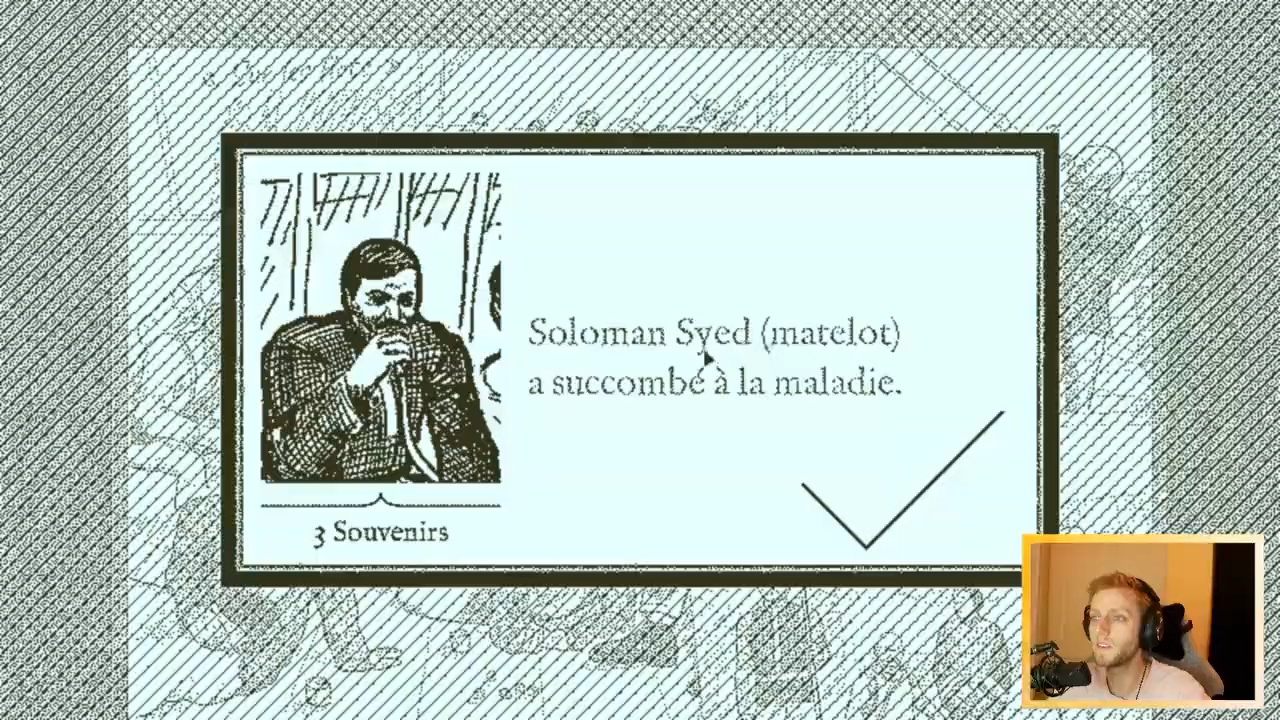 Soloman Syed (matelot)
a succombé à la maladie.
3 Souvenirs